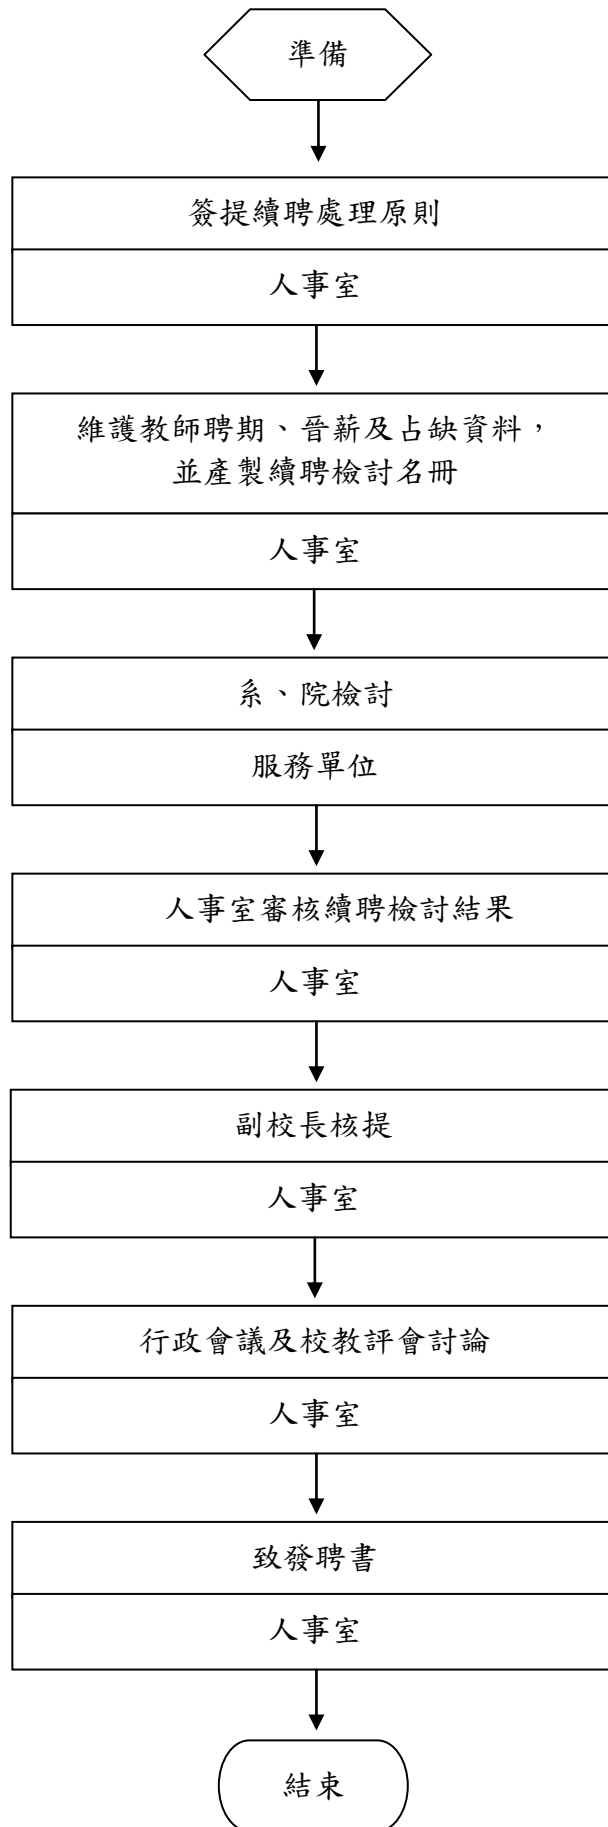 準備
簽提續聘處理原則
人事室
維護教師聘期、晉薪及占缺資料，
並產製續聘檢討名冊
人事室
系、院檢討
服務單位
人事室審核續聘檢討結果
人事室
副校長核提
人事室
行政會議及校教評會討論
人事室
致發聘書
人事室
結束